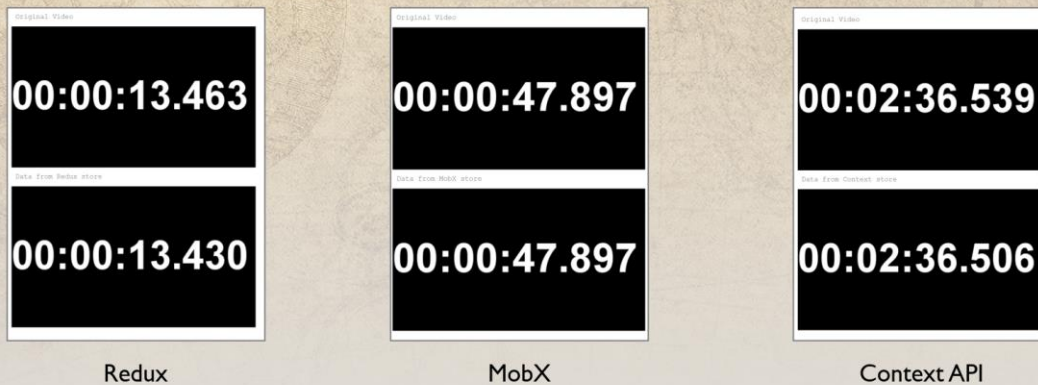 Original Video
00:00:13.463
Data from Redux store
00:00:13.430
Redux
Original Video
00:00:47.897
Data from MobX store
00:00:47.897
MobX
Original Video
00:02:36.539
Data from Context store
00:02:36.506
Context API